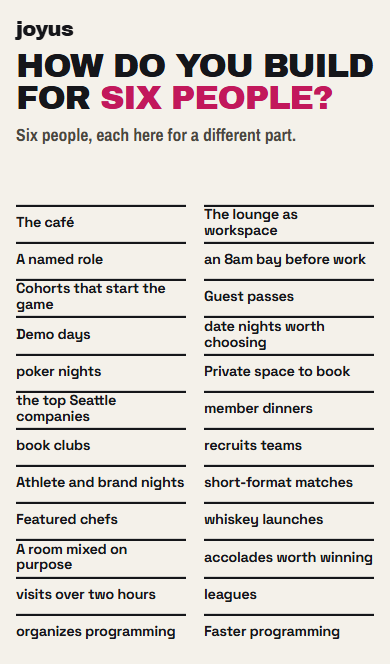 joyus
HOW DO YOU BUILD
FOR SIX PEOPLE?
Six people, each here for a different part.
The café
The lounge as
workspace
A named role
an 8am bay before work
Cohorts that start the
game
Guest passes
Demo days
date nights worth
choosing
poker nights
Private space to book
the top Seattle
companies
member dinners
book clubs
recruits teams
Athlete and brand nights
short-format matches
Featured chefs
whiskey launches
A room mixed on
purpose
accolades worth winning
visits over two hours
leagues
organizes programming
Faster programming